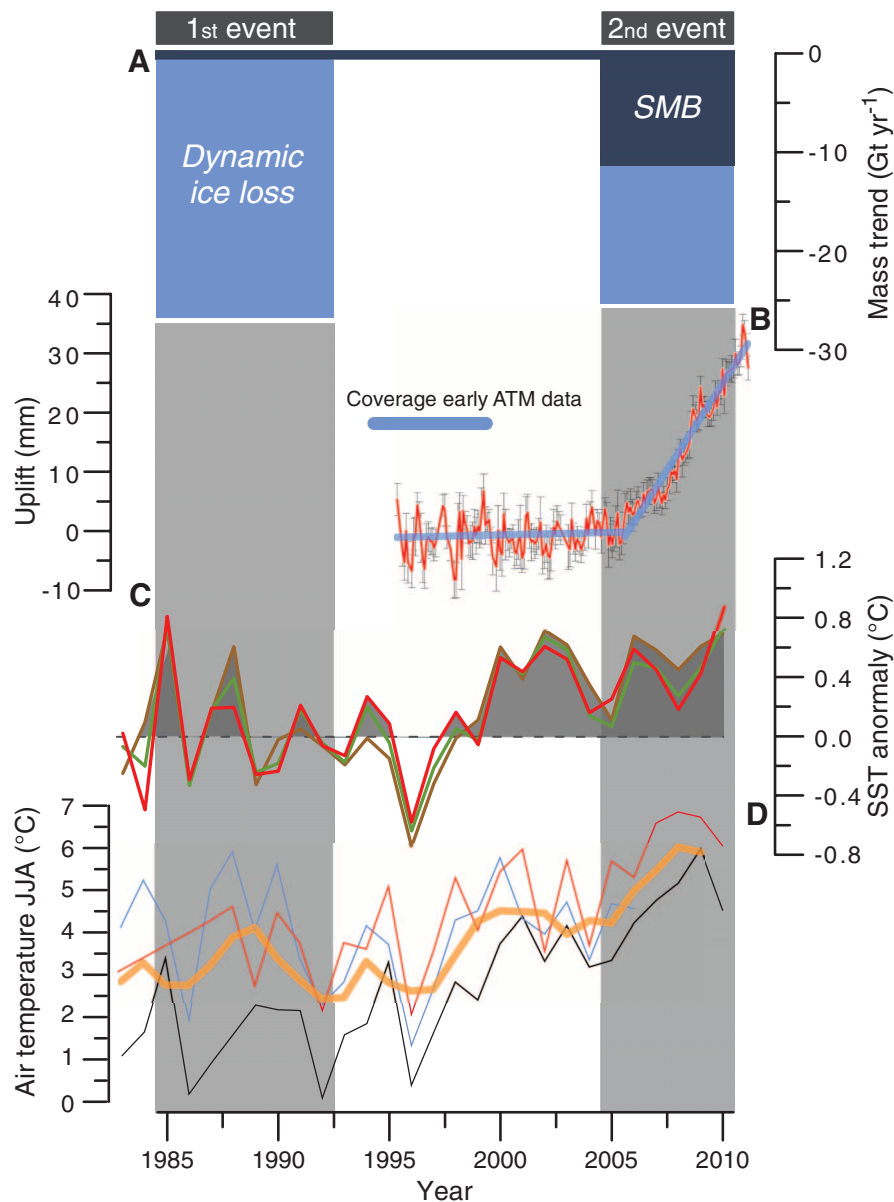 1st event
2nd event
A
0
SMB
Dynamic
ice loss
-10
-20
-30
Mass trend (Gt yr-1)
B
40
30
20
10
0
-10
Uplift (mm)
Coverage early ATM data
C
1.2
0.8
0.4
0.0
-0.4
-0.8
SST anormaly (°C)
D
7
6
5
4
3
2
1
0
Air temperature JJA (°C)
1985
1990
1995
2000
2005
2010
Year